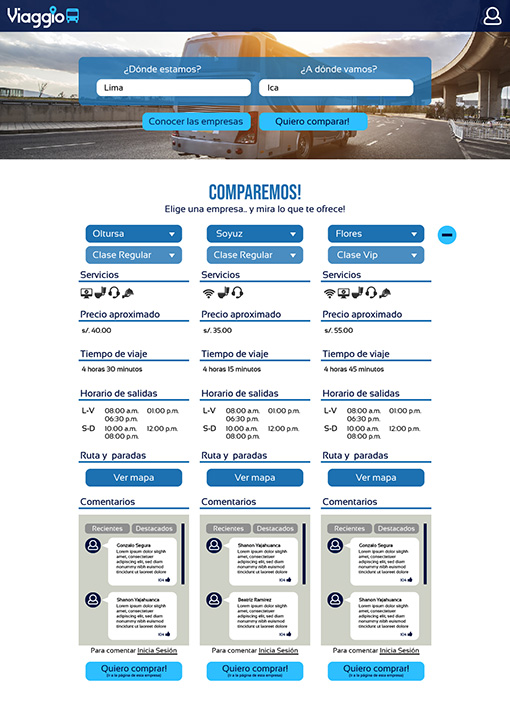 Viaggio
¿Dónde estamos? ¿A dónde vamos?
Lima Ica
Conocer las empresas Quiero comparar!
COMPAREMOS!
Elige una empresa.. y mira lo que te ofrece!
Oltursa Soyuz Flores
Clase Regular Clase Regular Clase Vip
Servicios Servicios Servicios
Precio aproximado Precio aproximado Precio aproximado
s/. 40.00 s/. 35.00 s/. 55.00
Tiempo de viaje Tiempo de viaje Tiempo de viaje
4 horas 30 minutos 4 horas 15 minutos 4 horas 45 minutos
Horario de salidas Horario de salidas Horario de salidas
L-V 08:00 a.m. 01:00 p.m. L-V 08:00 a.m. 01:00 p.m. L-V 08:00 a.m. 01:00 p.m.
06:30 p.m. 06:30 p.m. 06:30 p.m.
S-D 10:00 a.m. 12:00 p.m. S-D 10:00 a.m. 12:00 p.m. S-D 10:00 a.m. 12:00 p.m.
08:00 p.m. 08:00 p.m. 08:00 p.m.
Ruta y paradas Ruta y paradas Ruta y paradas
Ver mapa Ver mapa Ver mapa
Comentarios Comentarios Comentarios
Recientes Destacados Recientes Destacados Recientes Destacados
Gonzalo Segura Shanon Yajahuanca Gonzalo Segura
Lorem ipsum dolor Lorem ipsum dolor Lorem ipsum dolor
amet, consectetuer amet, consectetuer amet, consectetuer
adipiscing elit, sed diam adipiscing elit, sed diam adipiscing elit, sed diam
nonummy nibh euismod nonummy nibh euismod nonummy nibh euismod
tincidunt ut laoreet dolore tincidunt ut laoreet dolore tincidunt ut laoreet dolore
104 104 104
Shanon Yajahuanca Beatriz Ramirez Shanon Yajahuanca
Lorem ipsum dolor Lorem ipsum dolor Lorem ipsum dolor
amet, consectetuer amet, consectetuer amet, consectetuer
adipiscing elit, sed diam adipiscing elit, sed diam adipiscing elit, sed diam
nonummy nibh euismod nonummy nibh euismod nonummy nibh euismod
tincidunt ut laoreet dolore tincidunt ut laoreet dolore tincidunt ut laoreet dolore
104 104 104
Para comentar Inicia Sesión Para comentar Inicia Sesión Para comentar Inicia Sesión
Quiero comprar! Quiero comprar! Quiero comprar!
(Ir a la página de esta empresa) (Ir a la página de esta empresa) (Ir a la página de esta empresa)